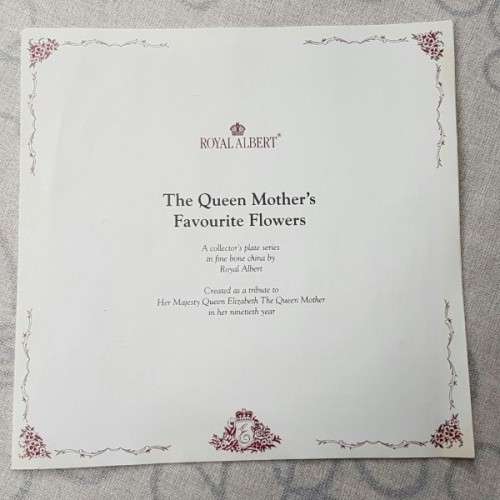 ROYAL ALBERT®
The Queen Mother's
Favourite Flowers
A collector's plate series
in fine bone china by
Royal Albert
Created as a tribute to
Her Majesty Queen Elizabeth The Queen Mother
in her ninetieth year
E